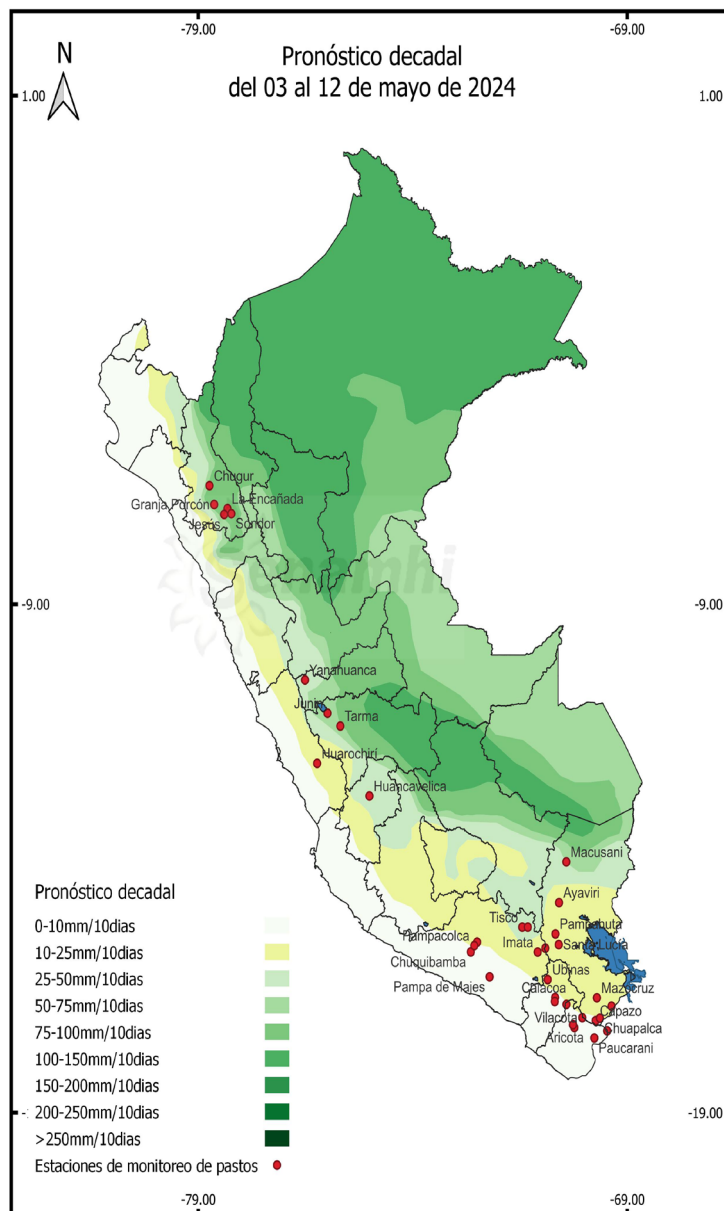 -79.00
-69.00
N
Pronóstico decadal
del 03 al 12 de mayo de 2024
1.00
1.00
Chugur
Granja Porcón
La Encañada
Jesús
Sondor
Senamhi
-9.00
-9.00
Yanahuanca
Junín
Tarma
Huarochirí
Huancavelica
Macusani
Ayaviri
Tisco
Pampahuta
Pampacolca
Imata
Santa Lucía
Chuquibamba
Ubinas
Pampa de Majes
Calacoa
Mazocruz
Vilacota
Capazo
Aricota
Chuapalca
Paucarani
Pronóstico decadal
0-10mm/10dias
10-25mm/10dias
25-50mm/10dias
50-75mm/10dias
75-100mm/10dias
100-150mm/10dias
150-200mm/10dias
200-250mm/10dias
>250mm/10dias
Estaciones de monitoreo de pastos
-19.00
-79.00
-69.00